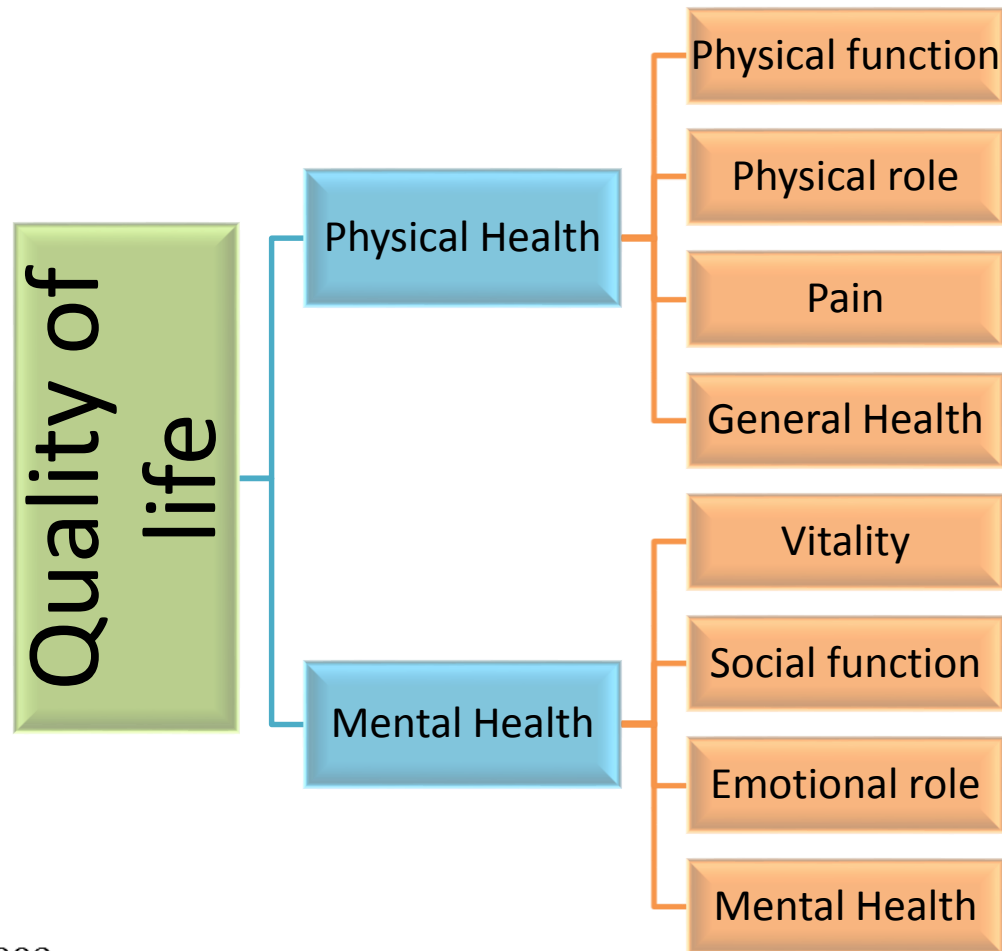 Quality of
life
Physical Health
Physical function
Physical role
Pain
General Health
Mental Health
Vitality
Social function
Emotional role
Mental Health